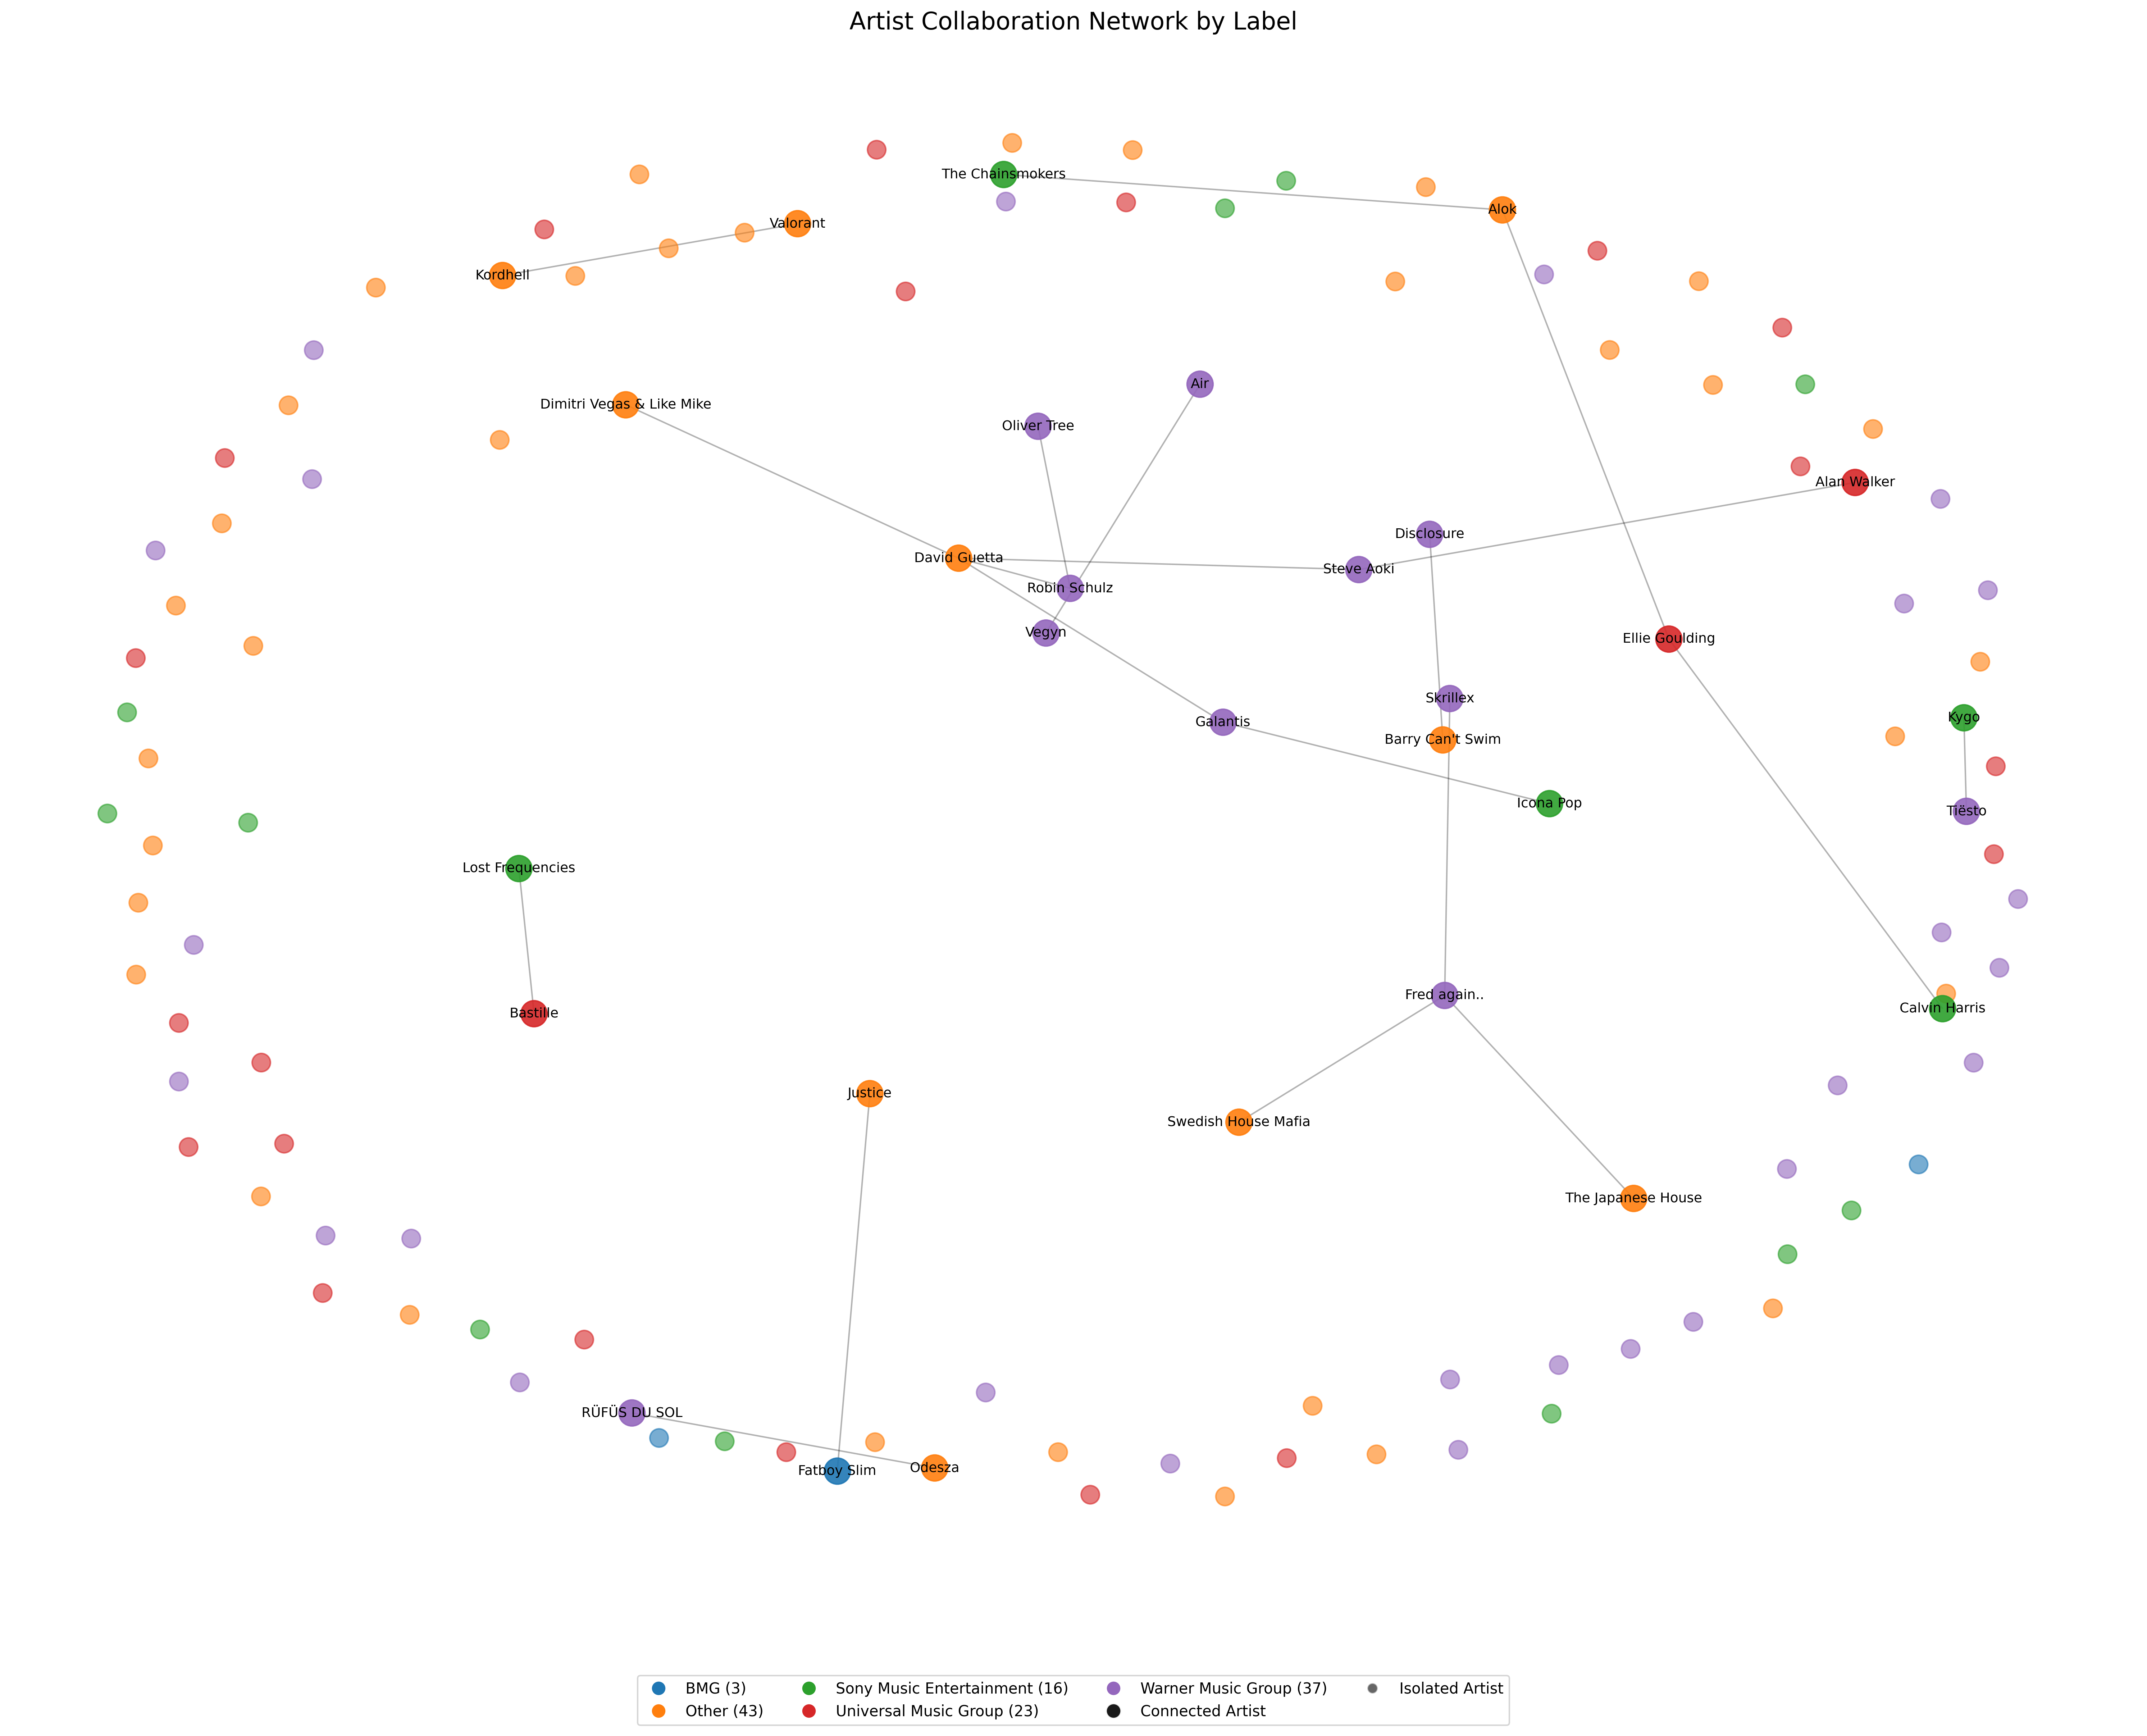 Artist Collaboration Network by Label
The Chainsmokers
Alok
Valorant
Kordhell
Air
Dimitri Vegas & Like Mike
Oliver Tree
Alan Walker
Disclosure
David Guetta
Steve Aoki
Robin Schulz
Vegyn
Ellie Goulding
Skrillex
Kygo
Galantis
Barry Can't Swim
Icona Pop
Tiësto
Lost Frequencies
Fred again..
Calvin Harris
Bastille
Justice
Swedish House Mafia
The Japanese House
RÜFÜS DU SOL
Odesza
Fatboy Slim
BMG (3)
Other (43)
Sony Music Entertainment (16)
Universal Music Group (23)
Warner Music Group (37)
Connected Artist
Isolated Artist